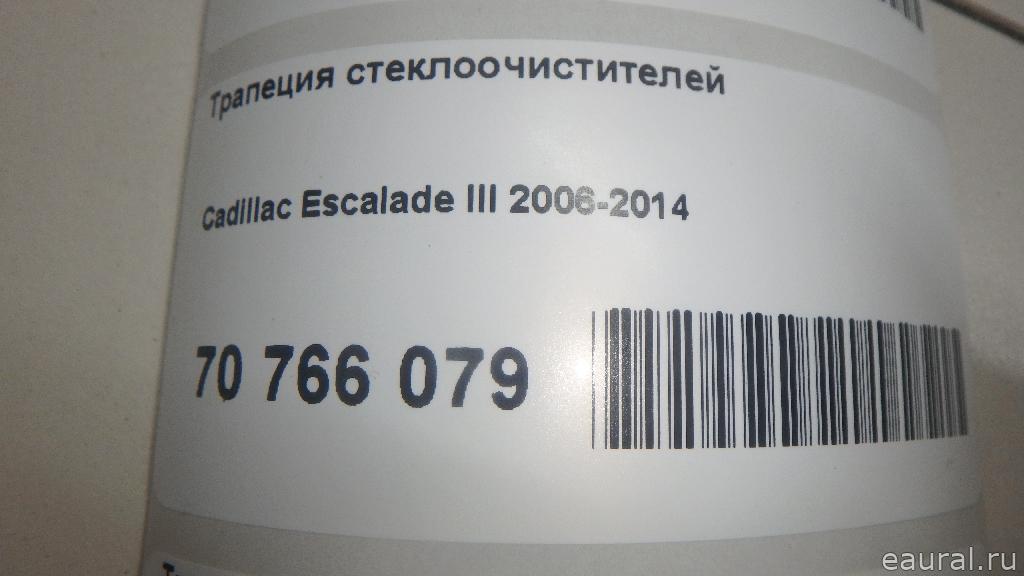 Трапеция стеклоочистителей
Cadillac Escalade III 2006-2014
70 766 079
eaural.ru